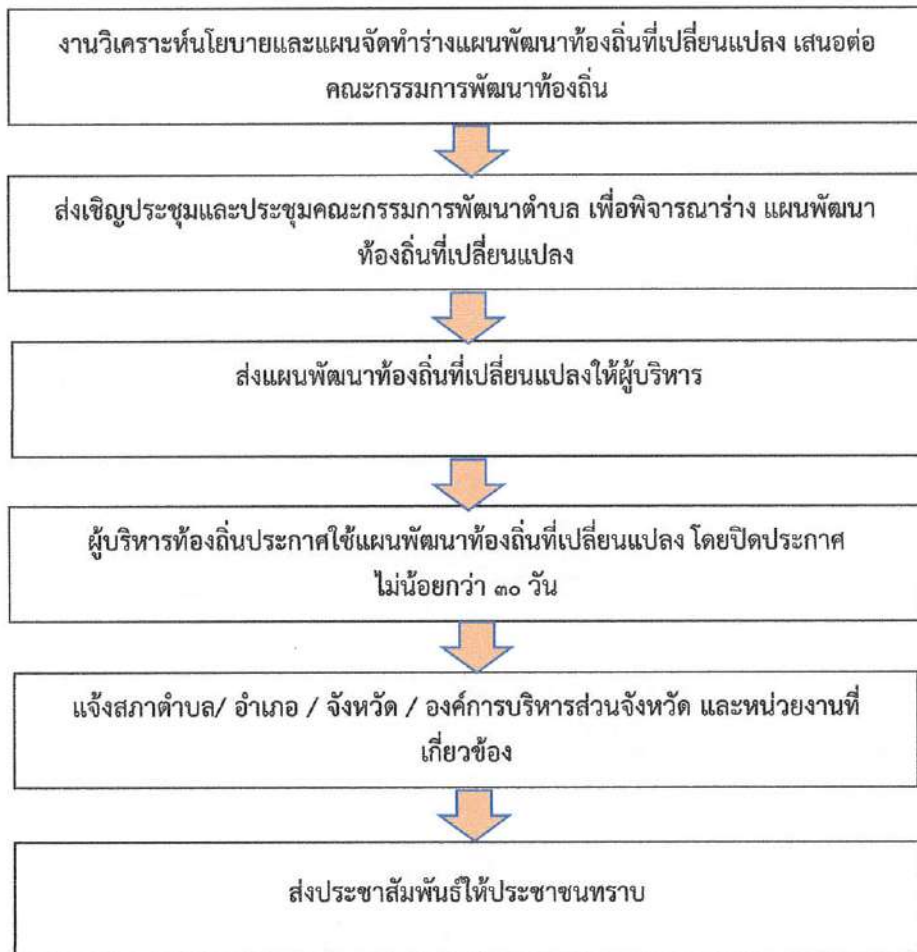 งานวิเคราะห์นโยบายและแผนจัดทำร่างแผนพัฒนาท้องถิ่นที่เปลี่ยนแปลง เสนอต่อ
คณะกรรมการพัฒนาท้องถิ่น
ส่งเชิญประชุมและประชุมคณะกรรมการพัฒนาตำบล เพื่อพิจารณาร่าง แผนพัฒนา
ท้องถิ่นที่เปลี่ยนแปลง
ส่งแผนพัฒนาท้องถิ่นที่เปลี่ยนแปลงให้ผู้บริหาร
ผู้บริหารท้องถิ่นประกาศใช้แผนพัฒนาท้องถิ่นที่เปลี่ยนแปลง โดยปิดประกาศ
ไม่น้อยกว่า ๓๐ วัน
แจ้งสภาตำบล/ อำเภอ / จังหวัด / องค์การบริหารส่วนจังหวัด และหน่วยงานที่
เกี่ยวข้อง
ส่งประชาสัมพันธ์ให้ประชาชนทราบ